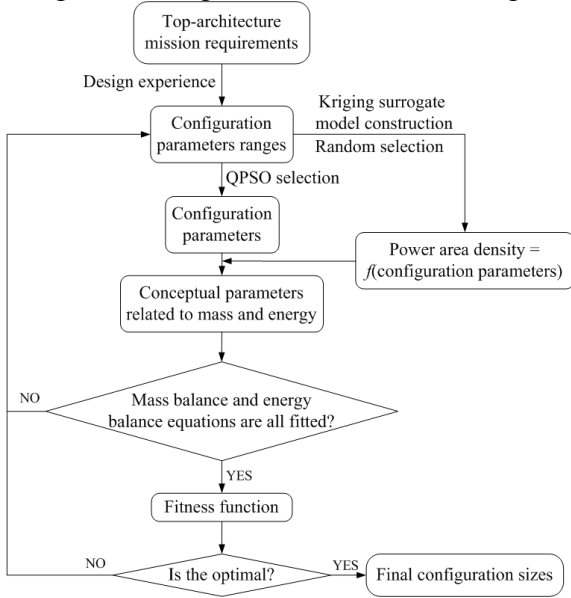 Top-architecture
mission requirements
Design experience
Kriging surrogate
model construction
Random selection
Configuration
parameters ranges
QPSO selection
Configuration
parameters
Power area density =
f(configuration parameters)
Conceptual parameters
related to mass and energy
NO
Mass balance and energy
balance equations are all fitted?
YES
Fitness function
NO
Is the optimal?
YES
Final configuration sizes